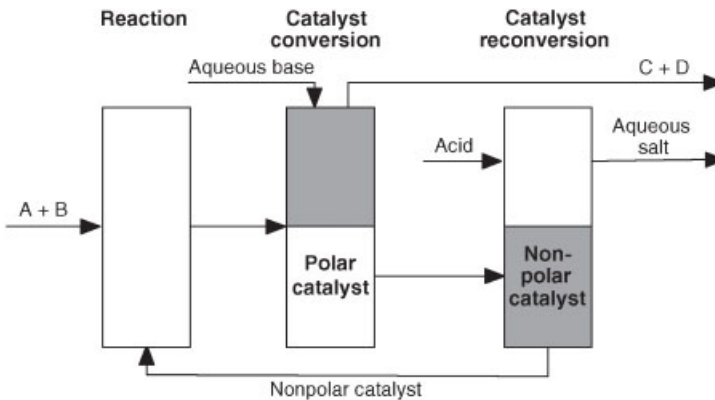 Reaction
Catalyst
conversion
Catalyst
reconversion
Aqueous base
C + D
Acid
Aqueous
salt
A + B
Polar
catalyst
Non-
polar
catalyst
Nonpolar catalyst